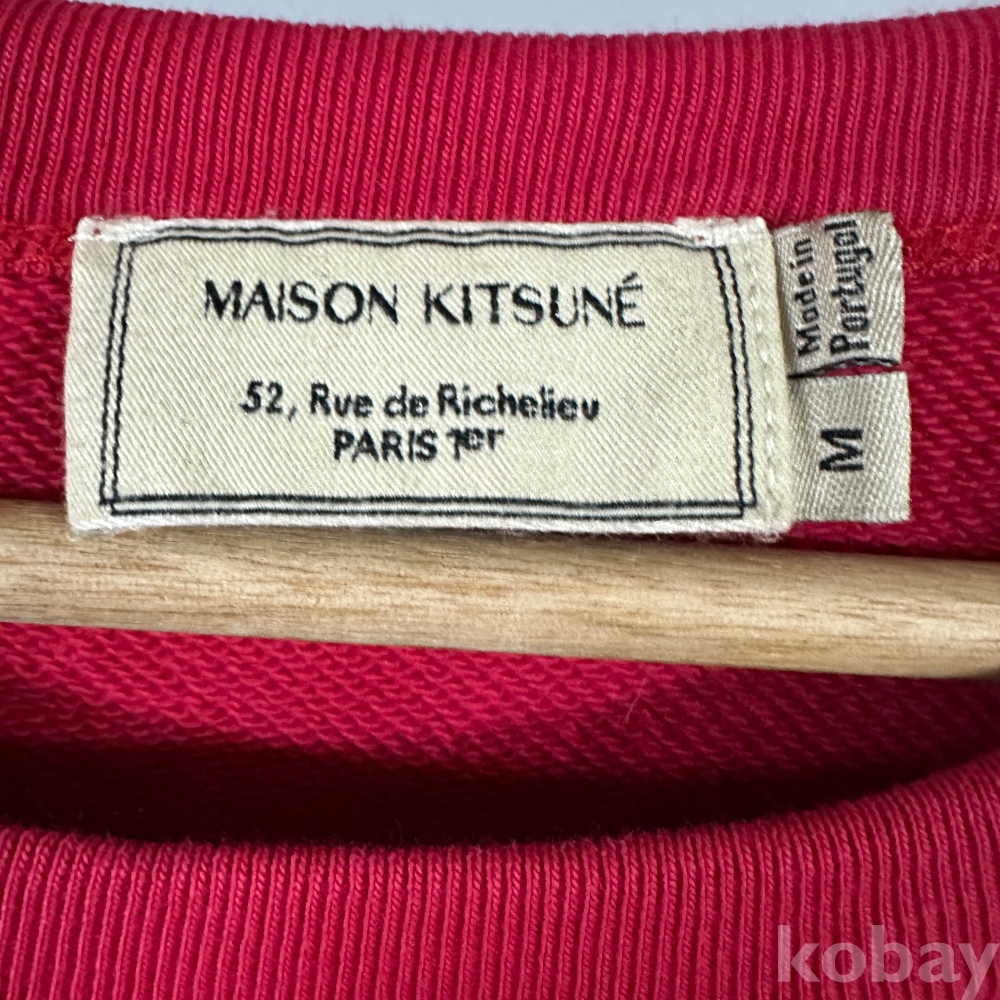 MAISON KITSUNÉ
52, Rue de Richelieu
PARIS 1er
Made in
Portugal
M
kobay